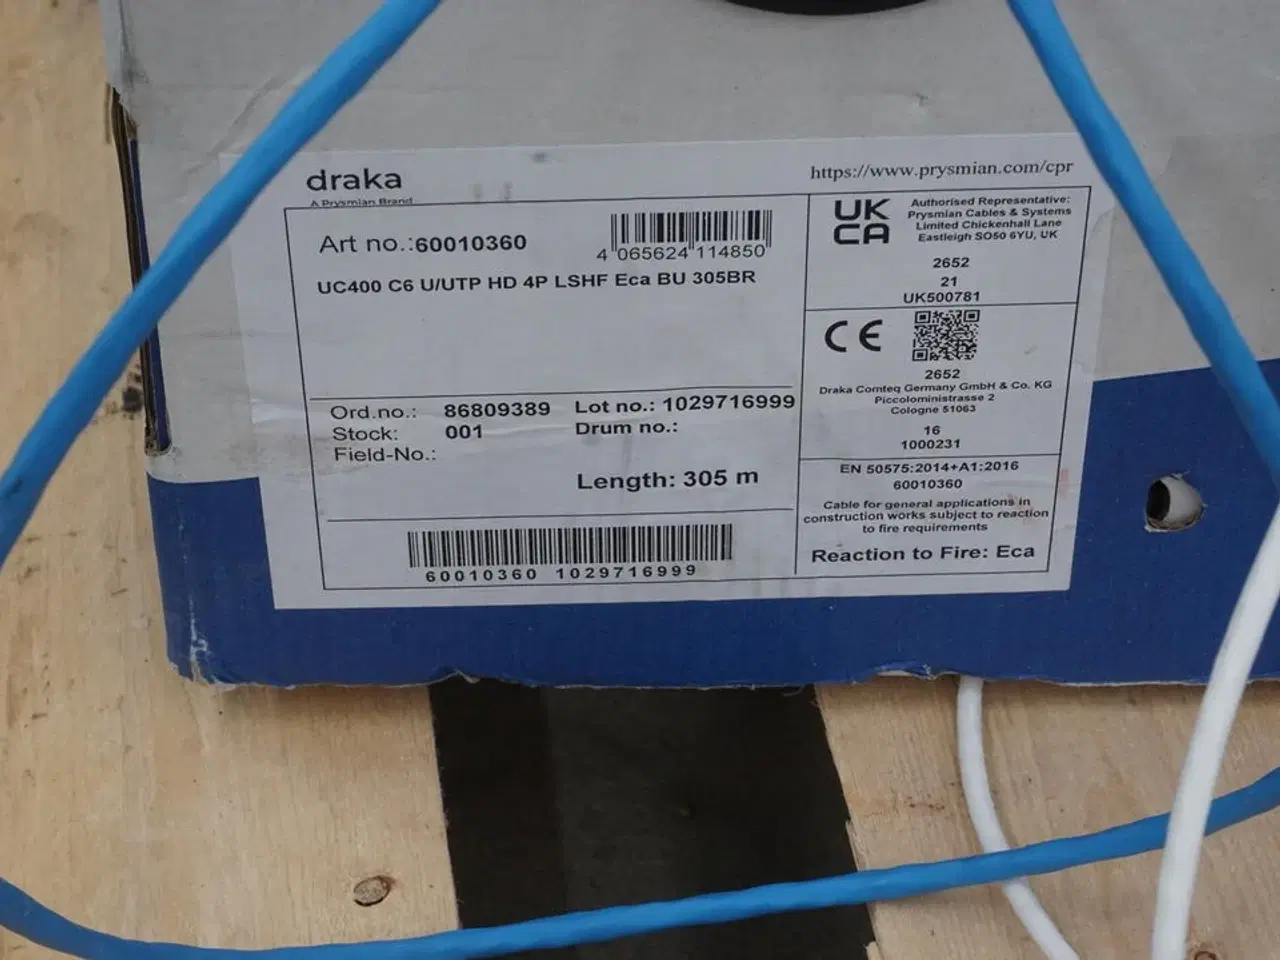 draka
A Prysmian Brand
https://www.prysmian.com/cpr
Art no.:60010360
4 065624 114850
UC400 C6 U/UTP HD 4P LSHF Eca BU 305BR
Ord.no.: 86809389 Lot no.: 1029716999
Stock: 001 Drum no.:
Field-No.:
Length: 305 m
60010360 1029716999
UK
CA
Authorised Representative:
Prysmian Cables & Systems
Limited Chickenhall Lane
Eastleigh SO50 6YU, UK
2652
21
UK500781
CE
2652
Draka Comteq Germany GmbH & Co. KG
Piccoloministrasse 2
Cologne 51063
16
1000231
EN 50575:2014+A1:2016
60010360
Cable for general applications in
construction works subject to reaction
to fire requirements
Reaction to Fire: Eca